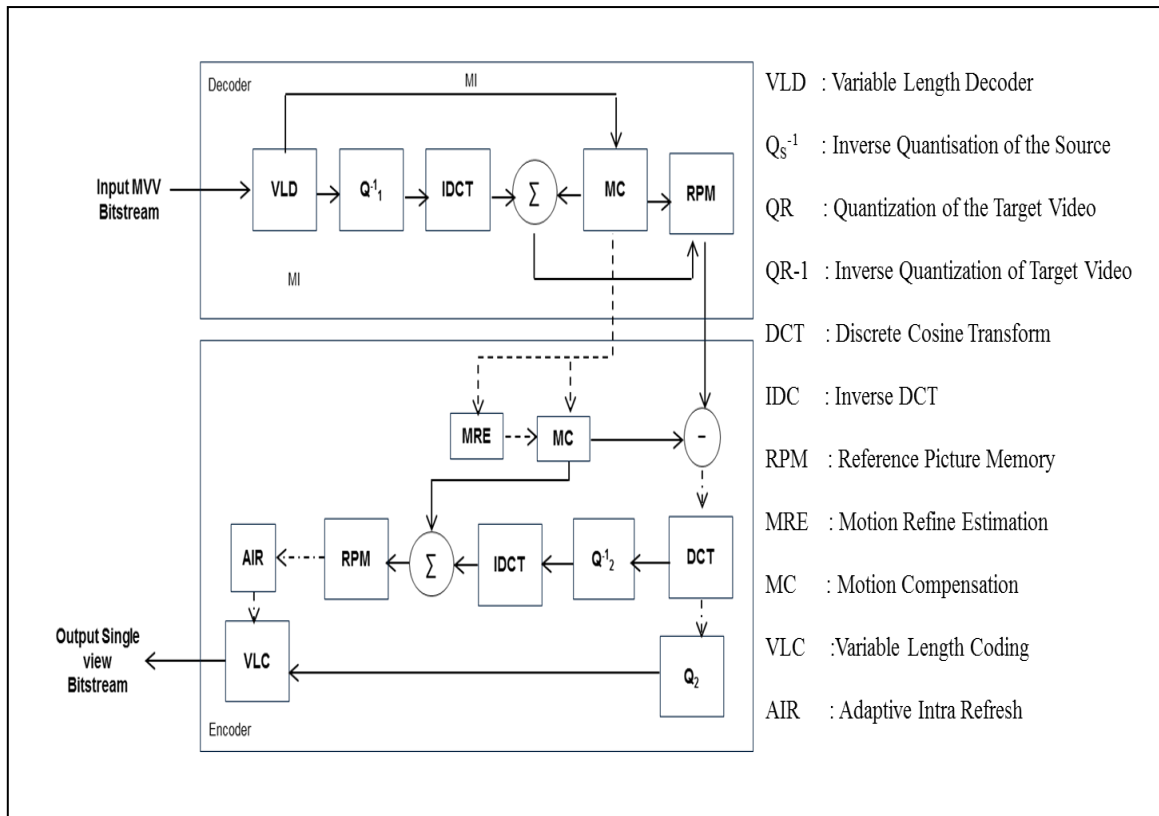 Decoder
MI
Input MVV
Bitstream
VLD
Q⁻¹₁
IDCT
∑
MC
RPM
MI
MRE
MC
−
AIR
RPM
∑
IDCT
Q⁻¹₂
DCT
Output Single
view
Bitstream
VLC
Q₂
Encoder
VLD : Variable Length Decoder
Qs⁻¹ : Inverse Quantisation of the Source
QR : Quantization of the Target Video
QR-1 : Inverse Quantization of Target Video
DCT : Discrete Cosine Transform
IDC : Inverse DCT
RPM : Reference Picture Memory
MRE : Motion Refine Estimation
MC : Motion Compensation
VLC :Variable Length Coding
AIR : Adaptive Intra Refresh